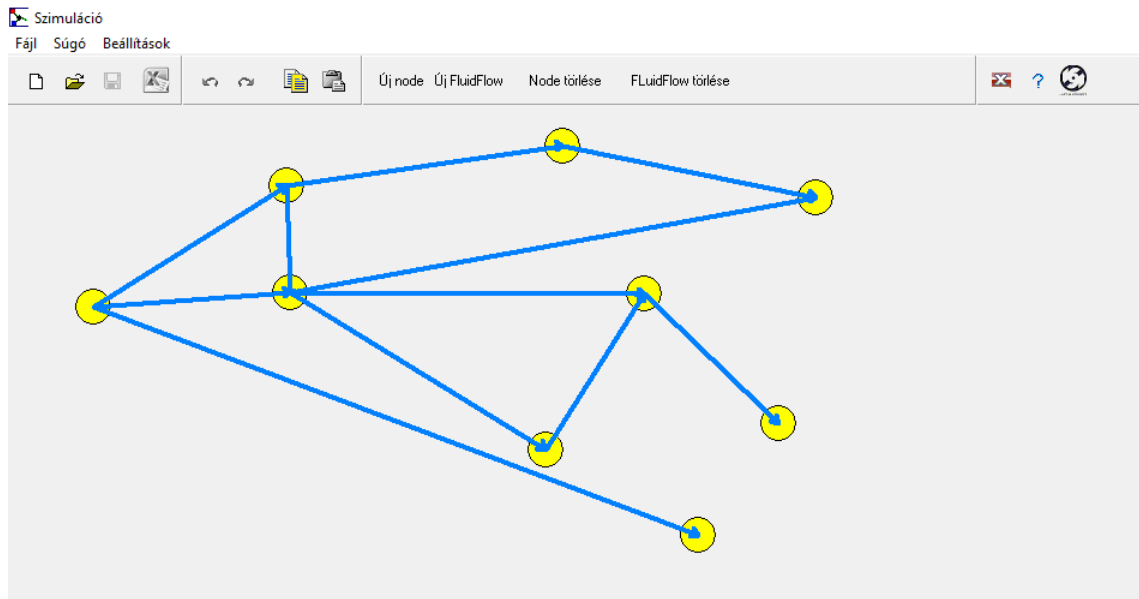 Szimuláció
Fájl Súgó Beállítások
Új node Új FluidFlow Node törlése FLuidFlow törlése